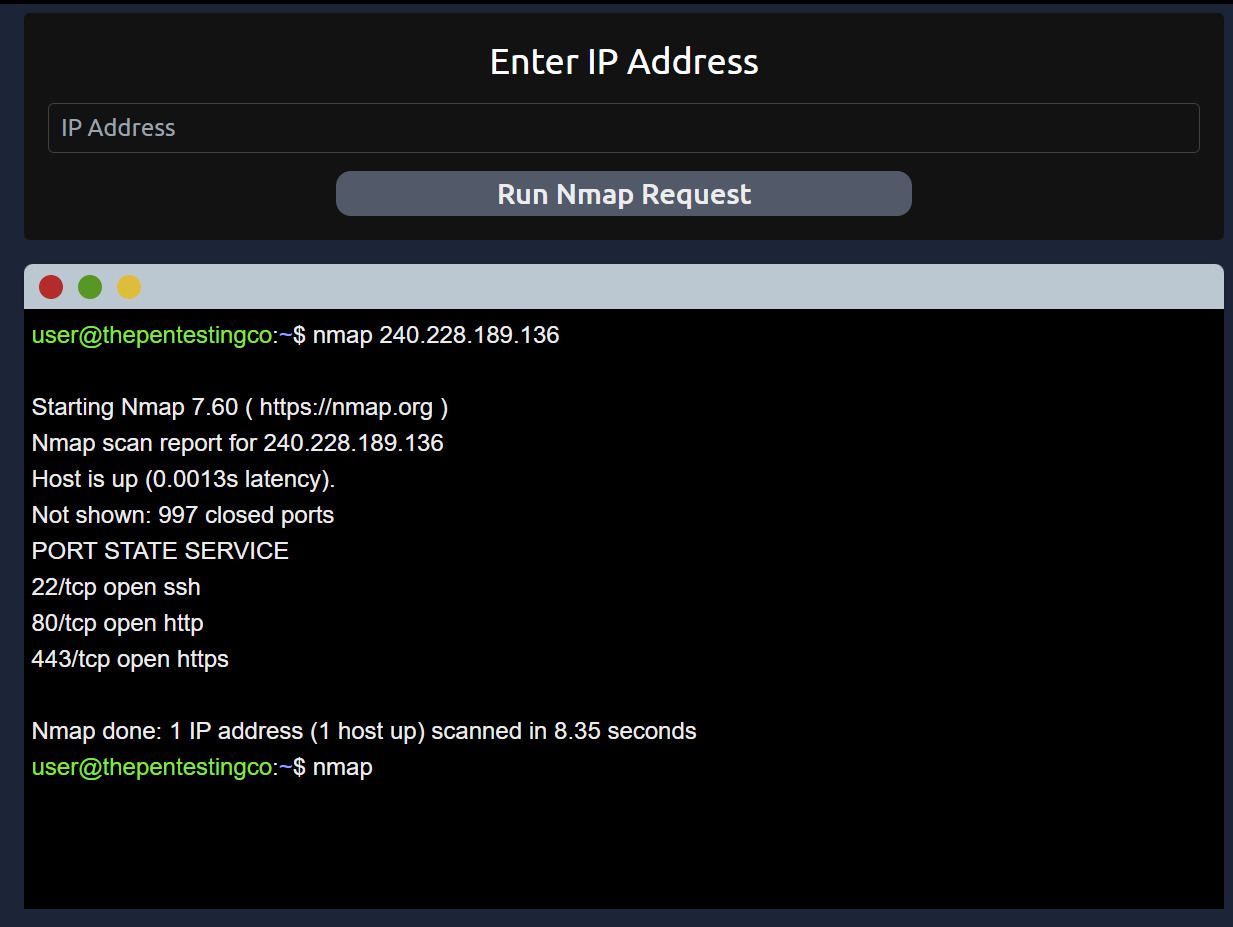 Enter IP Address
IP Address
Run Nmap Request
user@thepentestingco:~$ nmap 240.228.189.136
Starting Nmap 7.60 ( https://nmap.org )
Nmap scan report for 240.228.189.136
Host is up (0.0013s latency).
Not shown: 997 closed ports
PORT STATE SERVICE
22/tcp open ssh
80/tcp open http
443/tcp open https
Nmap done: 1 IP address (1 host up) scanned in 8.35 seconds
user@thepentestingco:~$ nmap